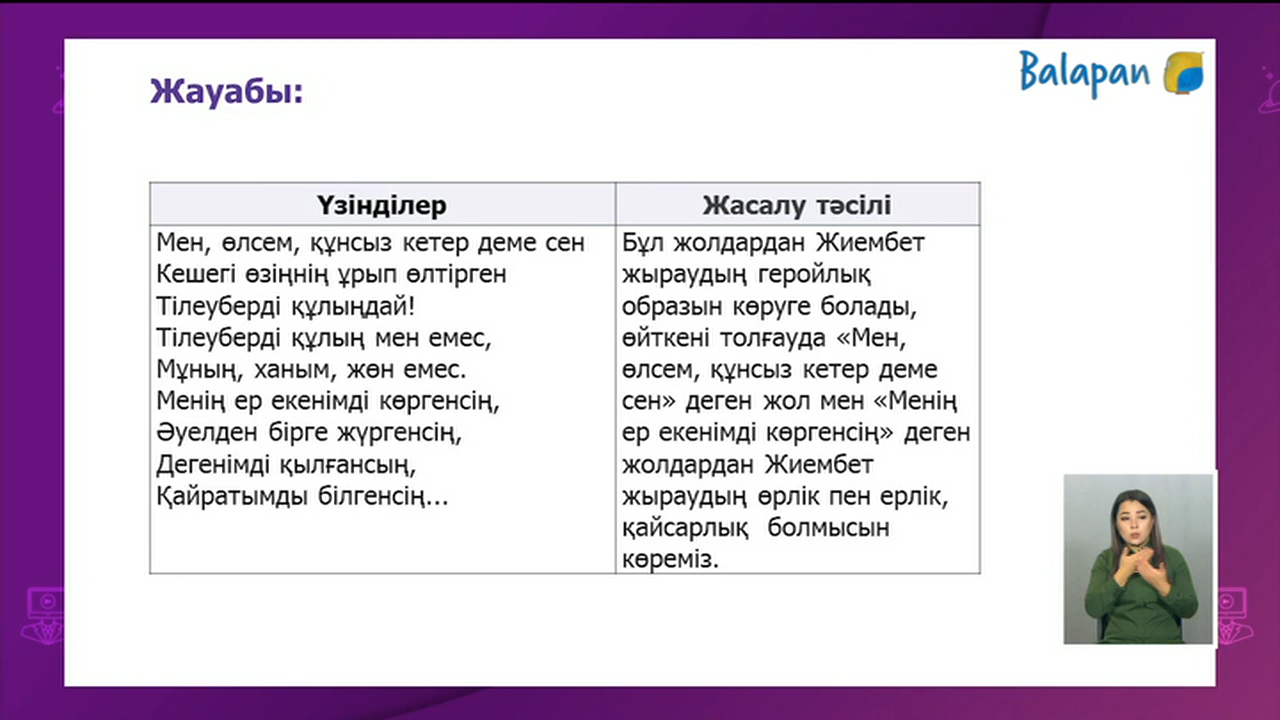 Balapan
Жауабы:
Үзінділер
Жасалу тәсілі
Мен, өлсем, құнсыз кетер деме сен
Кешегі өзіңнің ұрып өлтірген
Тілеуберді құлыңдай!
Тілеуберді құлың мен емес,
Мұның, ханым, жөн емес.
Менің ер екенімді көргенсің,
Әуелден бірге жүргенсің,
Дегенімді қылғансың,
Қайратымды білгенсің...
Бұл жолдардан Жиембет
жыраудың геройлық
образын көруге болады,
өйткені толғауда «Мен,
өлсем, құнсыз кетер деме
сен» деген жол мен «Менің
ер екенімді көргенсің» деген
жолдардан Жиембет
жыраудың өрлік пен ерлік,
қайсарлық болмысын
көреміз.